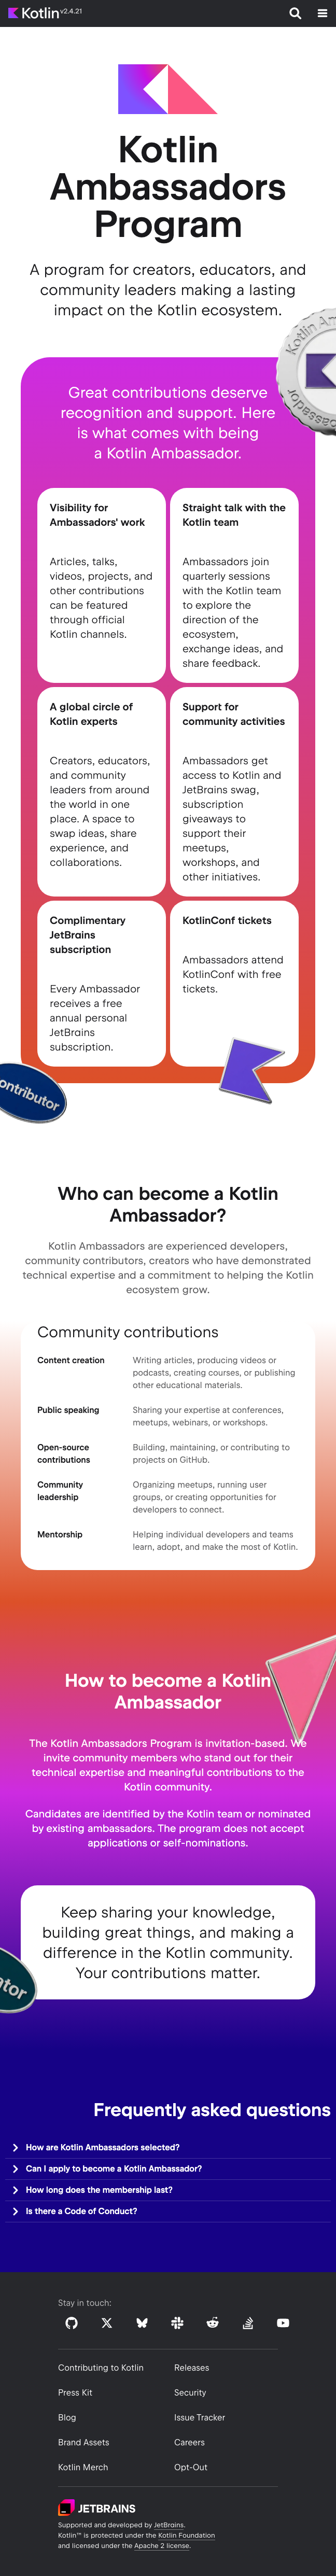 Kotlin v2.4.21
Kotlin
Ambassadors
Program
A program for creators, educators, and
community leaders making a lasting
impact on the Kotlin ecosystem.
Great contributions deserve
recognition and support. Here
is what comes with being
a Kotlin Ambassador.
Visibility for
Ambassadors' work
Articles, talks,
videos, projects, and
other contributions
can be featured
through official
Kotlin channels.
Straight talk with the
Kotlin team
Ambassadors join
quarterly sessions
with the Kotlin team
to explore the
direction of the
ecosystem,
exchange ideas, and
share feedback.
A global circle of
Kotlin experts
Creators, educators,
and community
leaders from around
the world in one
place. A space to
swap ideas, share
experience, and
collaborations.
Support for
community activities
Ambassadors get
access to Kotlin and
JetBrains swag,
subscription
giveaways to
support their
meetups,
workshops, and
other initiatives.
Complimentary
JetBrains
subscription
Every Ambassador
receives a free
annual personal
JetBrains
subscription.
KotlinConf tickets
Ambassadors attend
KotlinConf with free
tickets.
ontributor
Who can become a Kotlin
Ambassador?
Kotlin Ambassadors are experienced developers,
community contributors, creators who have demonstrated
technical expertise and a commitment to helping the Kotlin
ecosystem grow.
Community contributions
Content creation
Writing articles, producing videos or
podcasts, creating courses, or publishing
other educational materials.
Public speaking
Sharing your expertise at conferences,
meetups, webinars, or workshops.
Open-source
contributions
Building, maintaining, or contributing to
projects on GitHub.
Community
leadership
Organizing meetups, running user
groups, or creating opportunities for
developers to connect.
Mentorship
Helping individual developers and teams
learn, adopt, and make the most of Kotlin.
How to become a Kotlin
Ambassador
The Kotlin Ambassadors Program is invitation-based. We
invite community members who stand out for their
technical expertise and meaningful contributions to the
Kotlin community.
Candidates are identified by the Kotlin team or nominated
by existing ambassadors. The program does not accept
applications or self-nominations.
Keep sharing your knowledge,
building great things, and making a
difference in the Kotlin community.
Your contributions matter.
tor
Frequently asked questions
How are Kotlin Ambassadors selected?
Can I apply to become a Kotlin Ambassador?
How long does the membership last?
Is there a Code of Conduct?
Stay in touch:
Contributing to Kotlin
Releases
Press Kit
Security
Blog
Issue Tracker
Brand Assets
Careers
Kotlin Merch
Opt-Out
JETBRAINS
Supported and developed by JetBrains.
Kotlin™ is protected under the Kotlin Foundation
and licensed under the Apache 2 license.